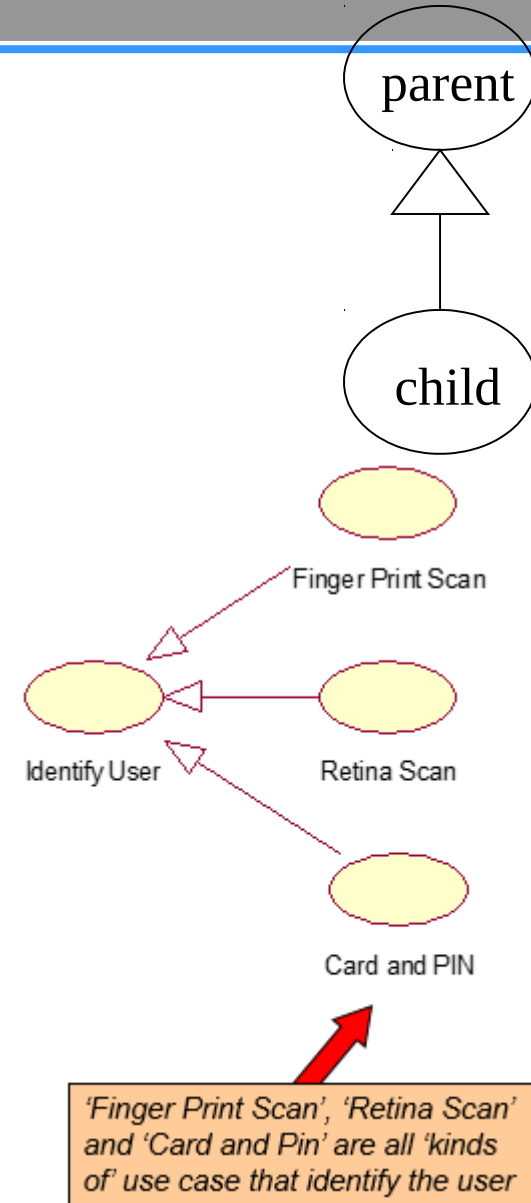 parent
child
Finger Print Scan
Identify User
Retina Scan
Card and PIN
‘Finger Print Scan’, ‘Retina Scan’
and ‘Card and Pin’ are all ‘kinds
of’ use case that identify the user